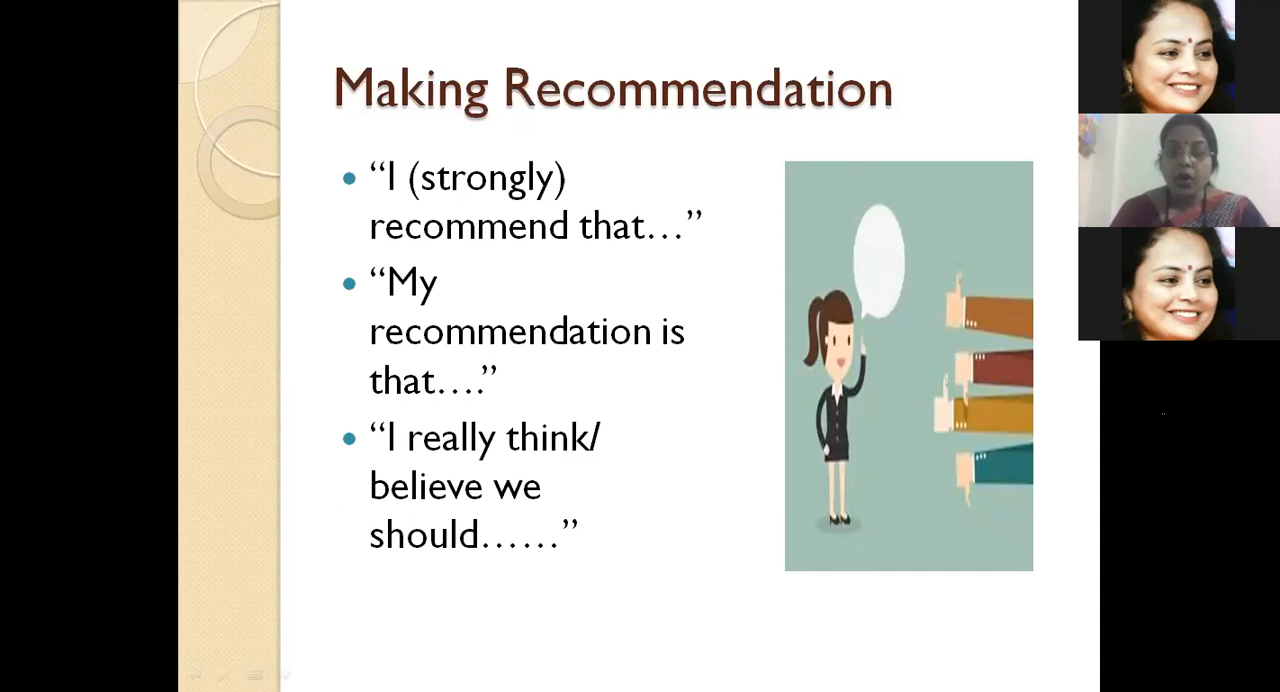 Making Recommendation
“I (strongly)
recommend that...”
“My
recommendation is
that....”
“I really think/
believe we
should......”